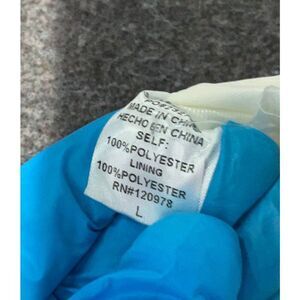 MADE IN CHINA
HECHO EN CHINA
SELF:
100%POLYESTER
LINING
100%POLYESTER
RN#120978
L